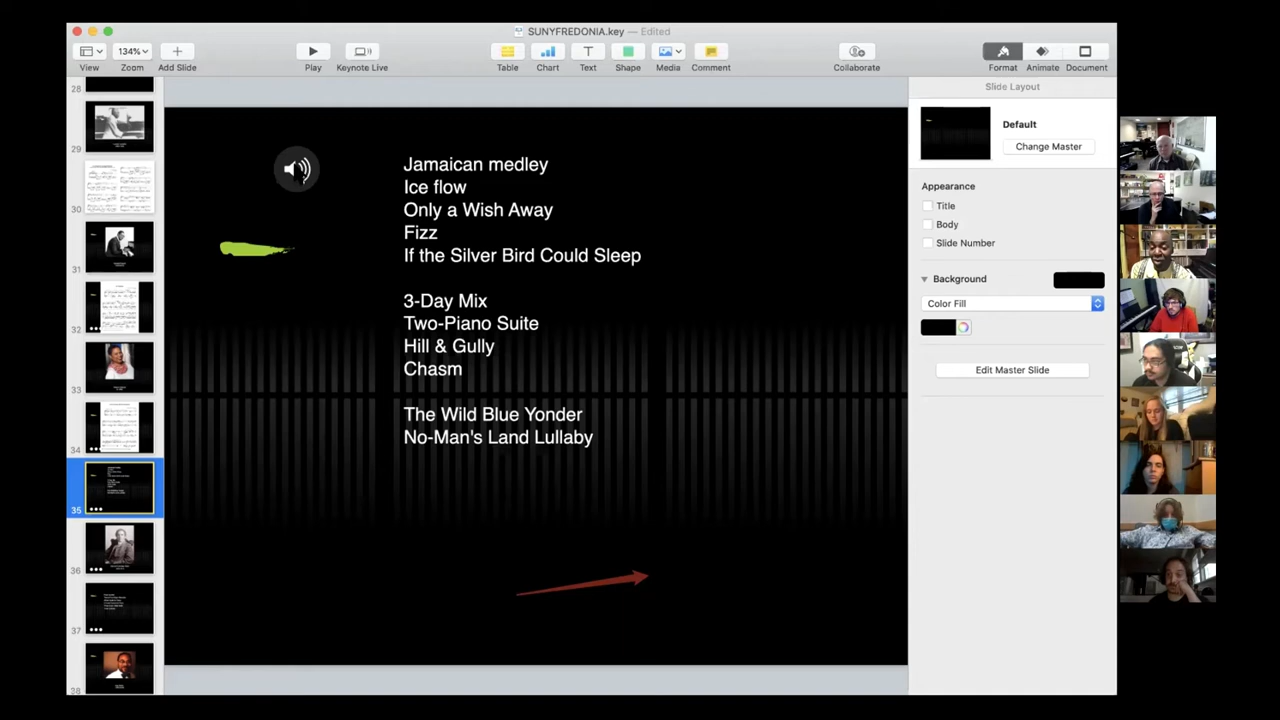 SUNYFREDONIA.key — Edited
134%
View
Zoom
Add Slide
Play
Keynote Live
Table
Chart
Text
Shape
Media
Comment
Collaborate
Format
Animate
Document
Slide Layout
Default
Change Master
Appearance
Title
Body
Slide Number
Background
Color Fill
Edit Master Slide
28
29
30
31
32
33
34
35
36
37
38
Jamaican medley
Ice flow
Only a Wish Away
Fizz
If the Silver Bird Could Sleep
3-Day Mix
Two-Piano Suite
Hill & Gully
Chasm
The Wild Blue Yonder
No-Man's Land Lullaby